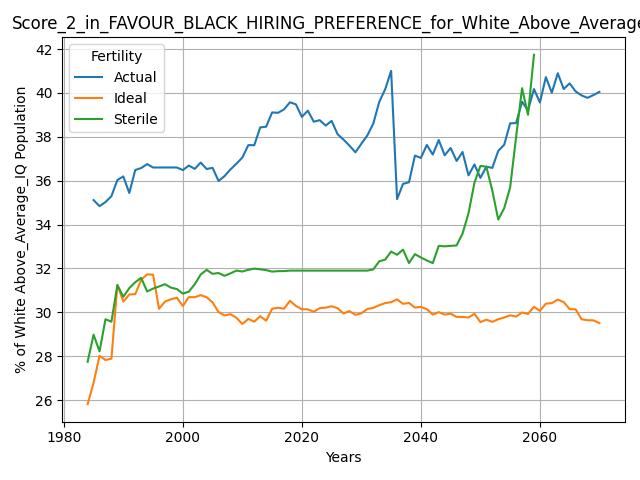 Score_2_in_FAVOUR_BLACK_HIRING_PREFERENCE_for_White_Above_Average
Fertility
Actual
Ideal
Sterile
% of White Above_Average_IQ Population
42
40
38
36
34
32
30
28
26
1980
2000
2020
2040
2060
Years